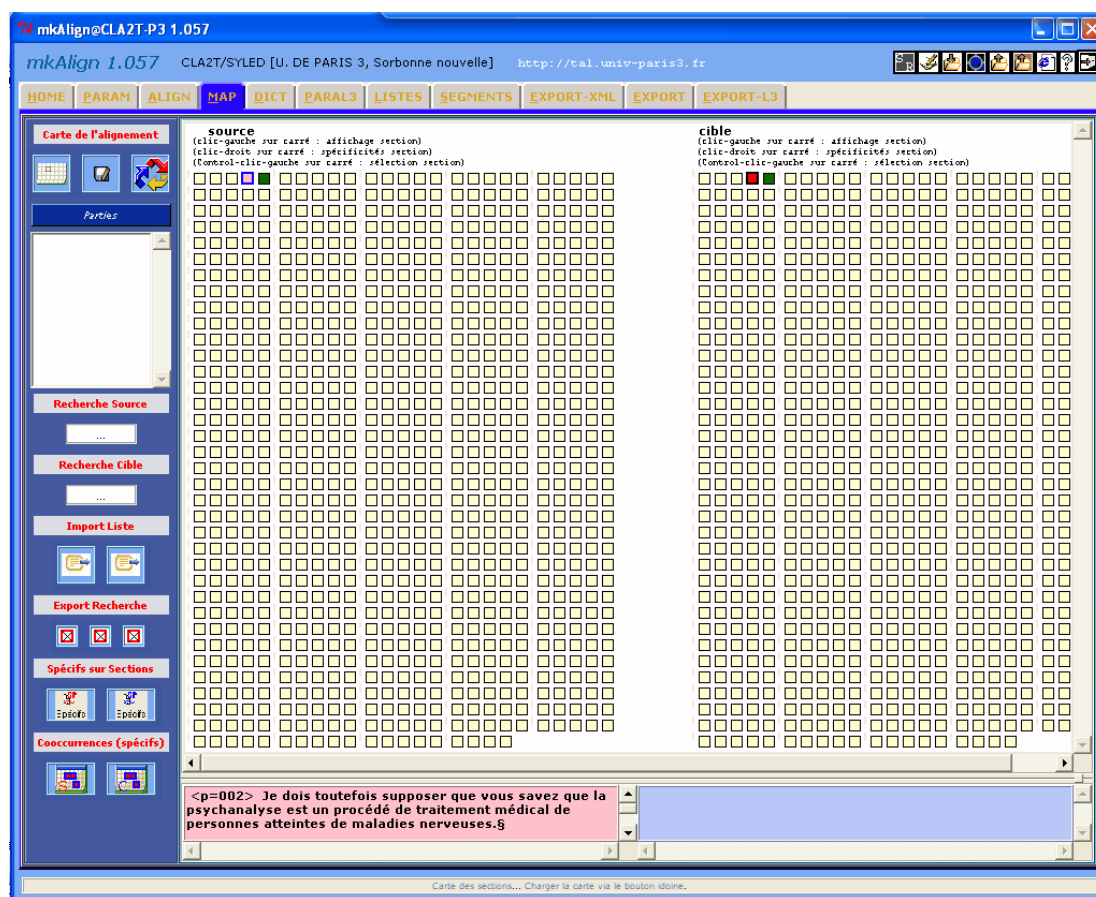 mkAlign@CLA2T-P3 1.057
mkAlign 1.057 CLA2T/SYLED [U. DE PARIS 3, Sorbonne nouvelle] http://tal.univ-paris3.fr
HOME PARAM ALIGN MAP DICT PARAL3 LISTES SEGMENTS EXPORT-XML EXPORT EXPORT-L3
Carte de l'alignement
Parties
Recherche Source
...
Recherche Cible
...
Import Liste
Export Recherche
Spécifs sur Sections
Spécifs Spécifs
Cooccurrences (spécifs)
source
(clic-gauche sur carré : affichage section)
(clic-droit sur carré : spécificités section)
(Control-clic-gauche sur carré : sélection section)
cible
(clic-gauche sur carré : affichage section)
(clic-droit sur carré : spécificités section)
(Control-clic-gauche sur carré : sélection section)
<p=002> Je dois toutefois supposer que vous savez que la
psychanalyse est un procédé de traitement médical de
personnes atteintes de maladies nerveuses.§
Carte des sections... Charger la carte via le bouton idoine.